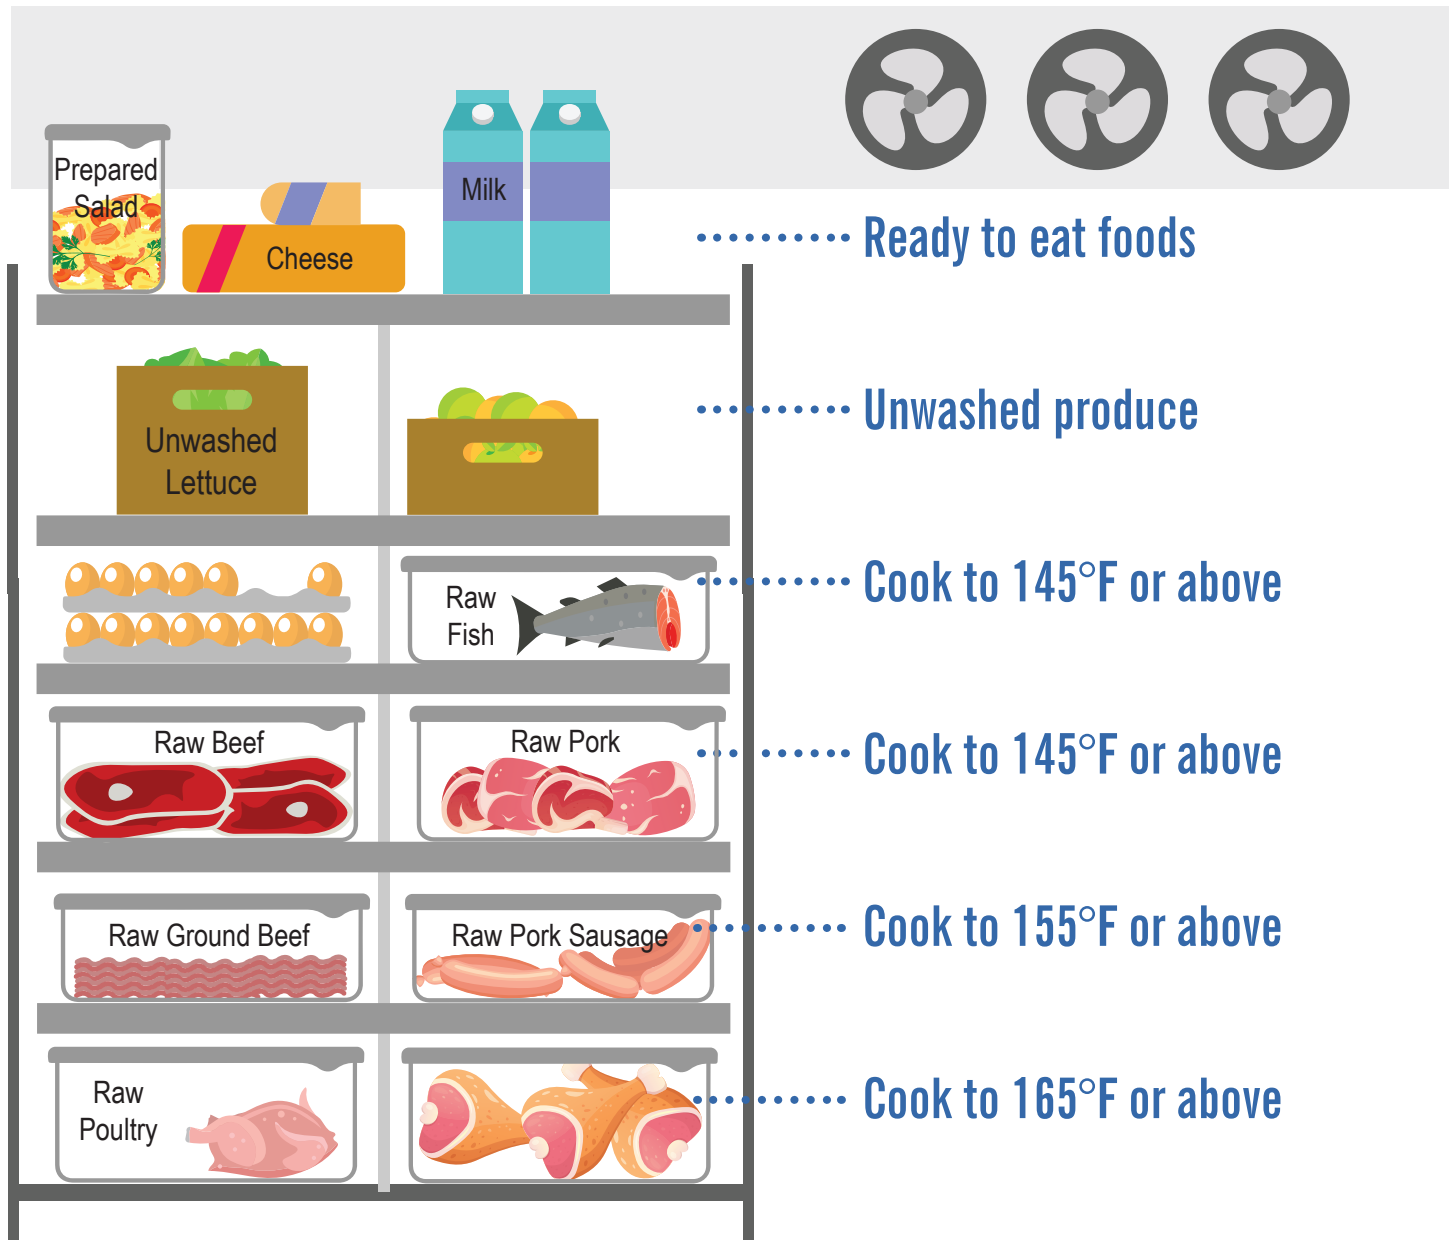 Prepared
Salad
Cheese
Milk
Ready to eat foods
Unwashed
Lettuce
Unwashed produce
Raw
Fish
Cook to 145°F or above
Raw Beef
Raw Pork
Cook to 145°F or above
Raw Ground Beef
Raw Pork Sausage
Cook to 155°F or above
Raw
Poultry
Cook to 165°F or above